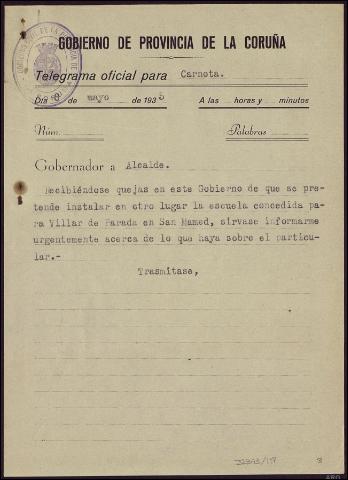 GOBIERNO DE PROVINCIA DE LA CORUÑA
Telegrama oficial para Carnota.
Día 8 de mayo de 1935 A las horas y minutos
Núm. Palabras
Gobernador a Alcalde.
Recibiéndose quejas en este Gobierno de que se pre-
tende instalar en otro lugar la escuela concedida pa-
ra Villar de Parada en San Mamed, sírvase informarme
urgentemente acerca de lo que haya sobre el particu-
lar.-
Trasmítase,